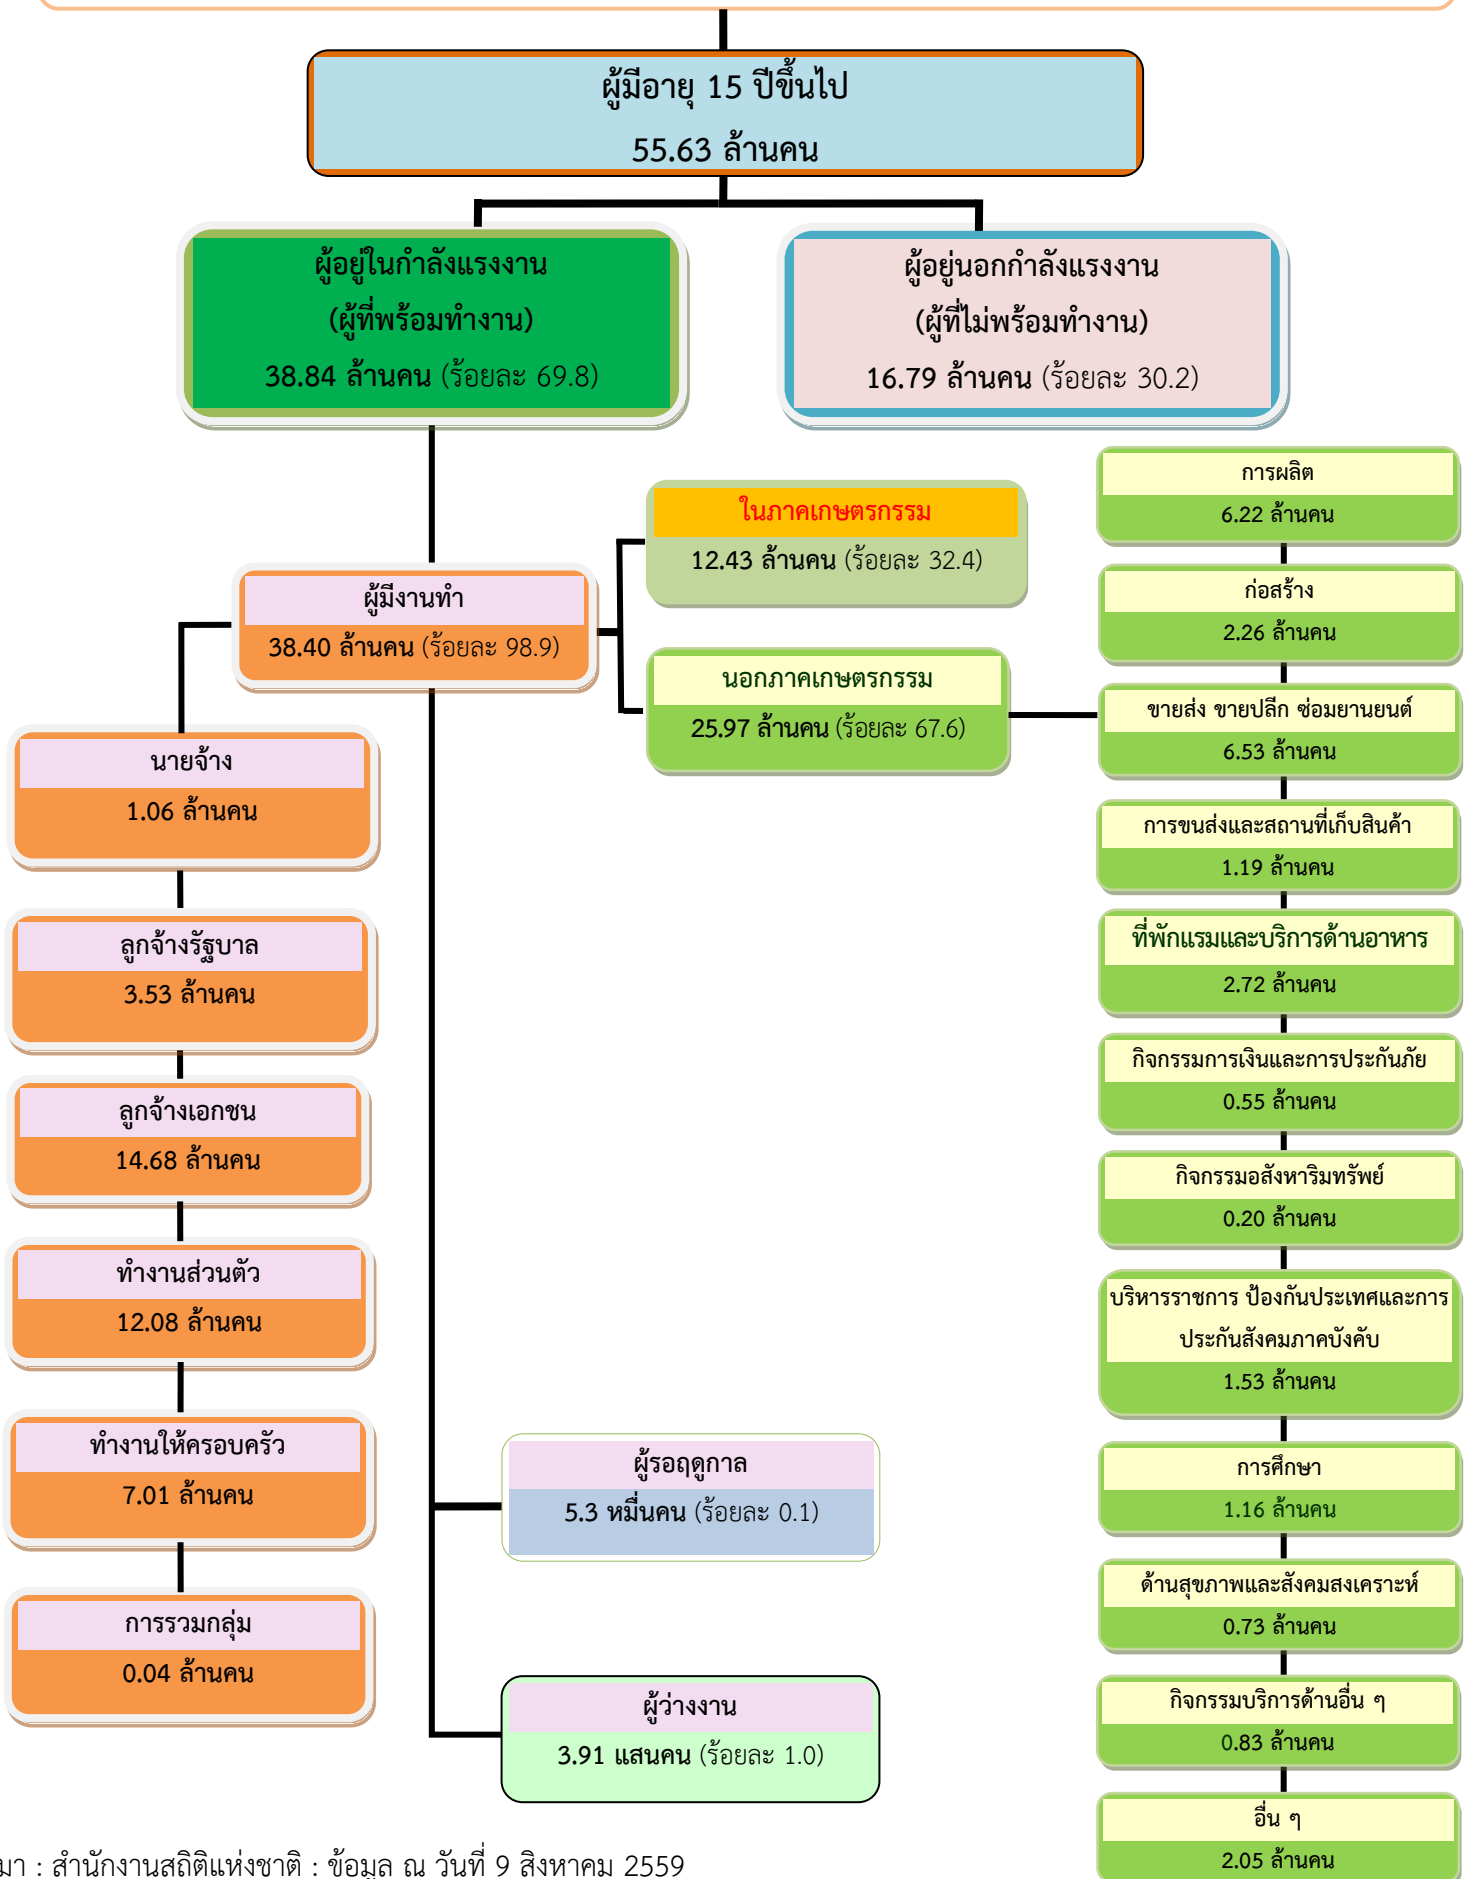 ผู้มีอายุ 15 ปีขึ้นไป
55.63 ล้านคน
ผู้อยู่ในกำลังแรงงาน
(ผู้ที่พร้อมทำงาน)
38.84 ล้านคน (ร้อยละ 69.8)
ผู้อยู่นอกกำลังแรงงาน
(ผู้ที่ไม่พร้อมทำงาน)
16.79 ล้านคน (ร้อยละ 30.2)
ผู้มีงานทำ
38.40 ล้านคน (ร้อยละ 98.9)
ในภาคเกษตรกรรม
12.43 ล้านคน (ร้อยละ 32.4)
นอกภาคเกษตรกรรม
25.97 ล้านคน (ร้อยละ 67.6)
นายจ้าง
1.06 ล้านคน
ลูกจ้างรัฐบาล
3.53 ล้านคน
ลูกจ้างเอกชน
14.68 ล้านคน
ทำงานส่วนตัว
12.08 ล้านคน
ทำงานให้ครอบครัว
7.01 ล้านคน
การรวมกลุ่ม
0.04 ล้านคน
ผู้รอฤดูกาล
5.3 หมื่นคน (ร้อยละ 0.1)
ผู้ว่างงาน
3.91 แสนคน (ร้อยละ 1.0)
การผลิต
6.22 ล้านคน
ก่อสร้าง
2.26 ล้านคน
ขายส่ง ขายปลีก ซ่อมยานยนต์
6.53 ล้านคน
การขนส่งและสถานที่เก็บสินค้า
1.19 ล้านคน
ที่พักแรมและบริการด้านอาหาร
2.72 ล้านคน
กิจกรรมการเงินและการประกันภัย
0.55 ล้านคน
กิจกรรมอสังหาริมทรัพย์
0.20 ล้านคน
บริหารราชการ ป้องกันประเทศและการ
ประกันสังคมภาคบังคับ
1.53 ล้านคน
การศึกษา
1.16 ล้านคน
ด้านสุขภาพและสังคมสงเคราะห์
0.73 ล้านคน
กิจกรรมบริการด้านอื่น ๆ
0.83 ล้านคน
อื่น ๆ
2.05 ล้านคน
มา : สำนักงานสถิติแห่งชาติ : ข้อมูล ณ วันที่ 9 สิงหาคม 2559